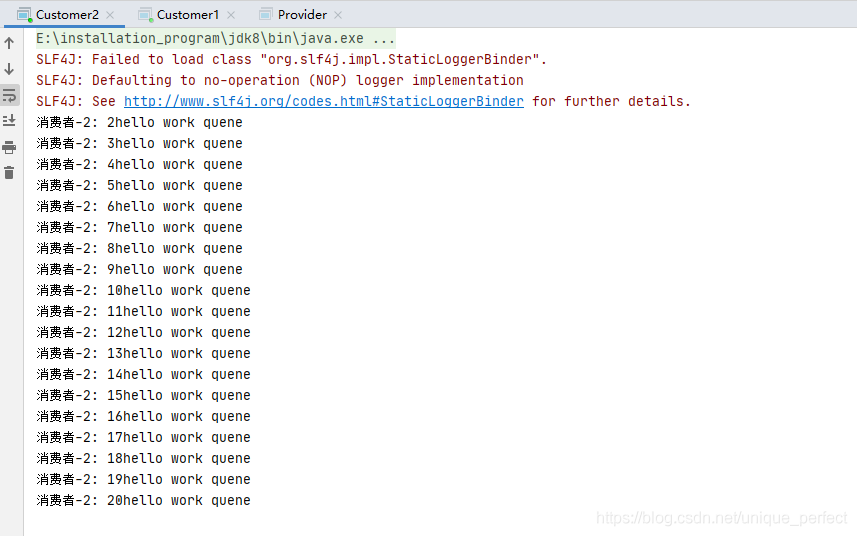 Customer2 Customer1 Provider
E:\installation_program\jdk8\bin\java.exe ...
SLF4J: Failed to load class "org.slf4j.impl.StaticLoggerBinder".
SLF4J: Defaulting to no-operation (NOP) logger implementation
SLF4J: See http://www.slf4j.org/codes.html#StaticLoggerBinder for further details.
消费者-2: 2hello work quene
消费者-2: 3hello work quene
消费者-2: 4hello work quene
消费者-2: 5hello work quene
消费者-2: 6hello work quene
消费者-2: 7hello work quene
消费者-2: 8hello work quene
消费者-2: 9hello work quene
消费者-2: 10hello work quene
消费者-2: 11hello work quene
消费者-2: 12hello work quene
消费者-2: 13hello work quene
消费者-2: 14hello work quene
消费者-2: 15hello work quene
消费者-2: 16hello work quene
消费者-2: 17hello work quene
消费者-2: 18hello work quene
消费者-2: 19hello work quene
消费者-2: 20hello work quene
https://blog.csdn.net/unique_perfect